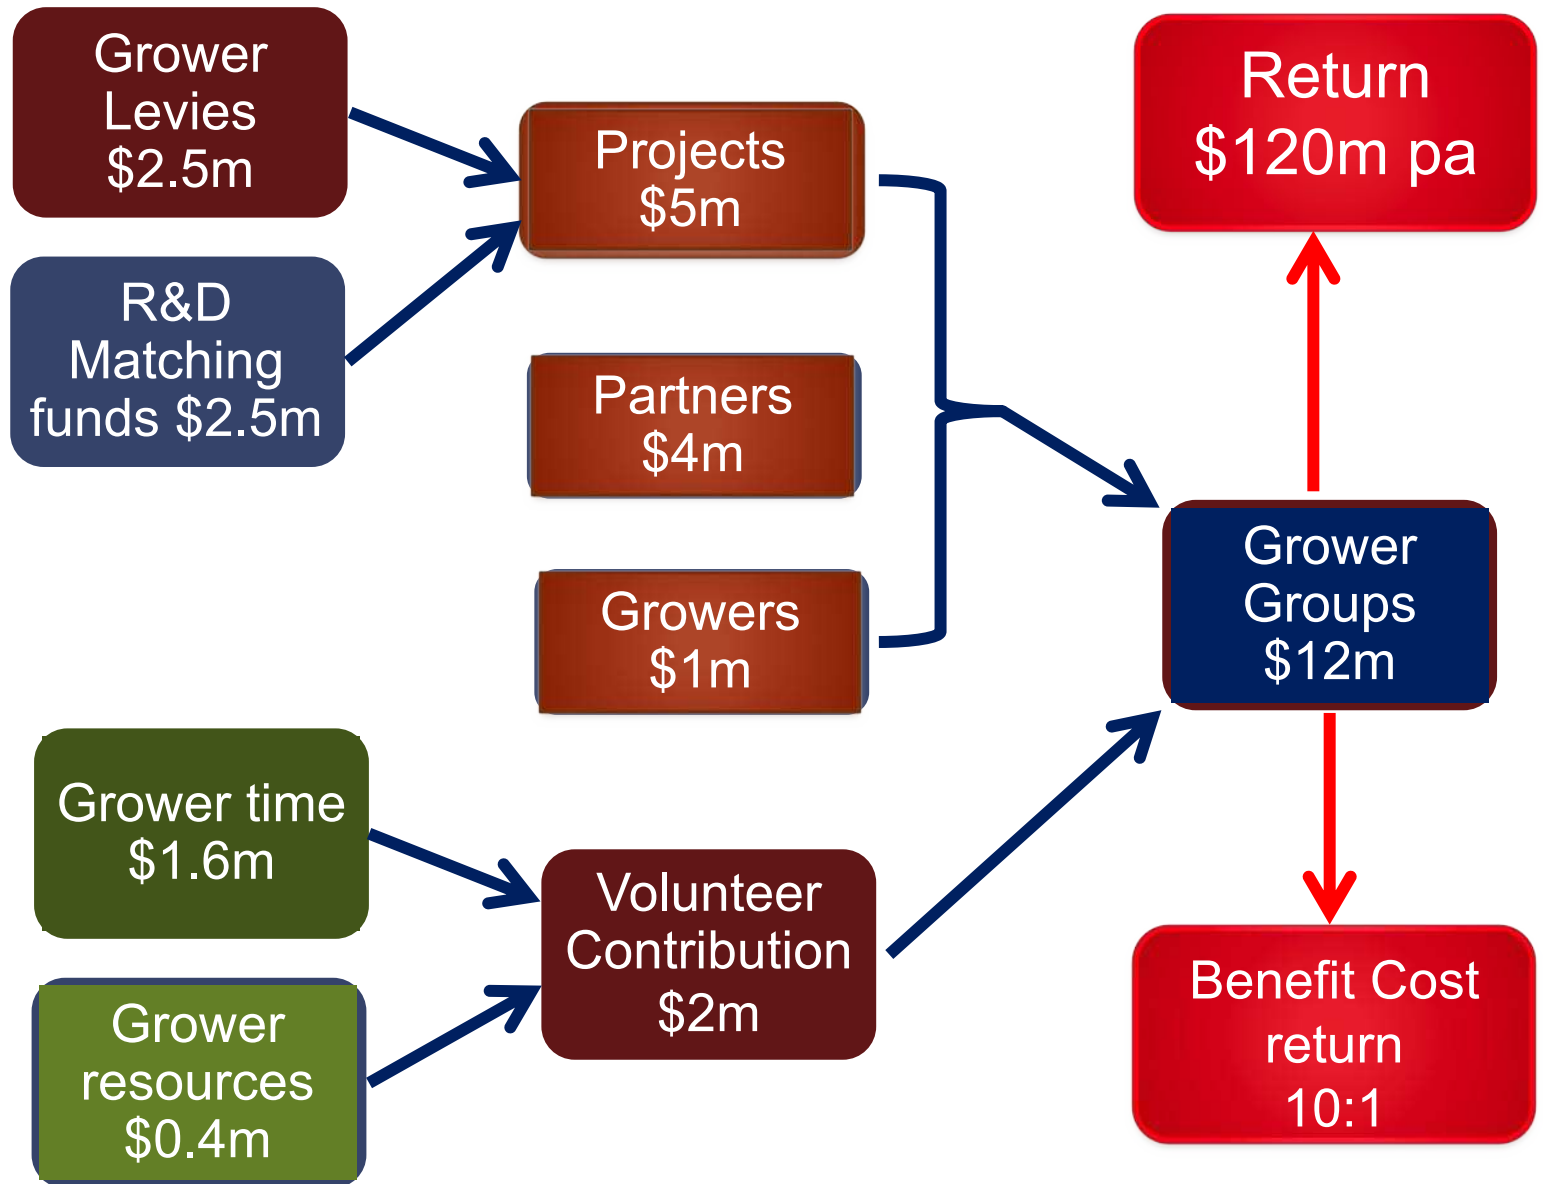 Grower
Levies
$2.5m
R&D
Matching
funds $2.5m
Projects
$5m
Partners
$4m
Growers
$1m
Grower time
$1.6m
Grower
resources
$0.4m
Volunteer
Contribution
$2m
Return
$120m pa
Grower
Groups
$12m
Benefit Cost
return
10:1